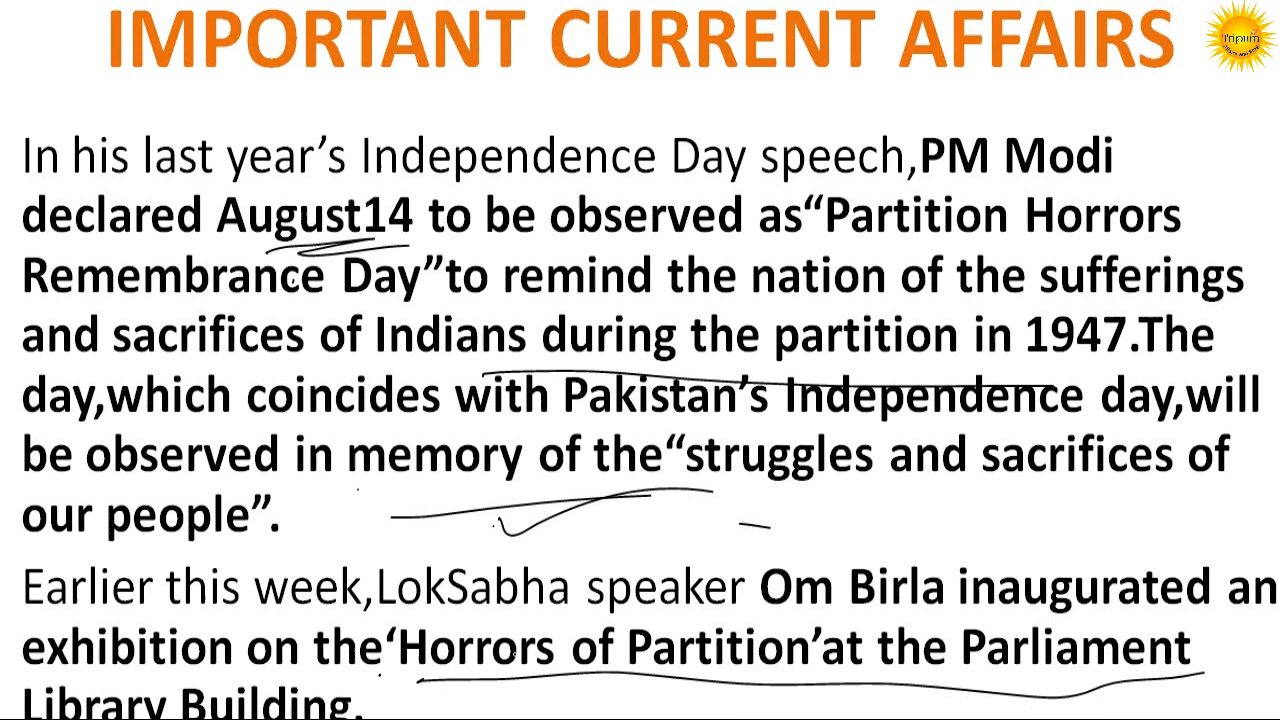 IMPORTANT CURRENT AFFAIRS
Tripura
In his last year’s Independence Day speech,PM Modi
declared August14 to be observed as“Partition Horrors
Remembrance Day”to remind the nation of the sufferings
and sacrifices of Indians during the partition in 1947.The
day,which coincides with Pakistan’s Independence day,will
be observed in memory of the“struggles and sacrifices of
our people”.
Earlier this week,LokSabha speaker Om Birla inaugurated an
exhibition on the‘Horrors of Partition’at the Parliament
Library Building.